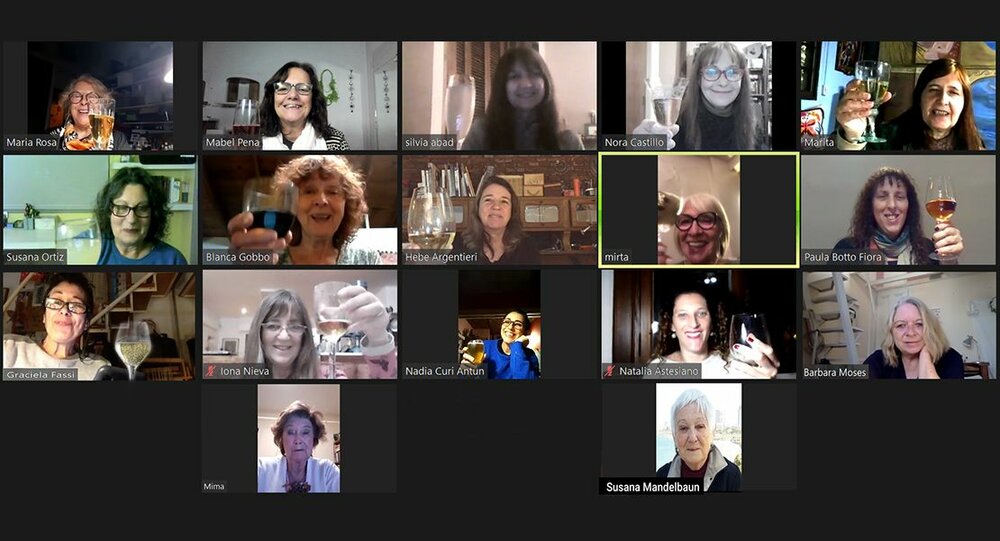 Maria Rosa
Mabel Pena
silvia abad
Nora Castillo
Marita
Susana Ortiz
Blanca Gobbo
Hebe Argentieri
mirta
Paula Botto Fiora
Graciela Fassi
Iona Nieva
Nadia Curi Antun
Natalia Astesiano
Barbara Moses
Mima
Susana Mandelbaun